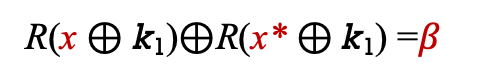 R(x ⊕ k₁)⊕R(x* ⊕ k₁) =β